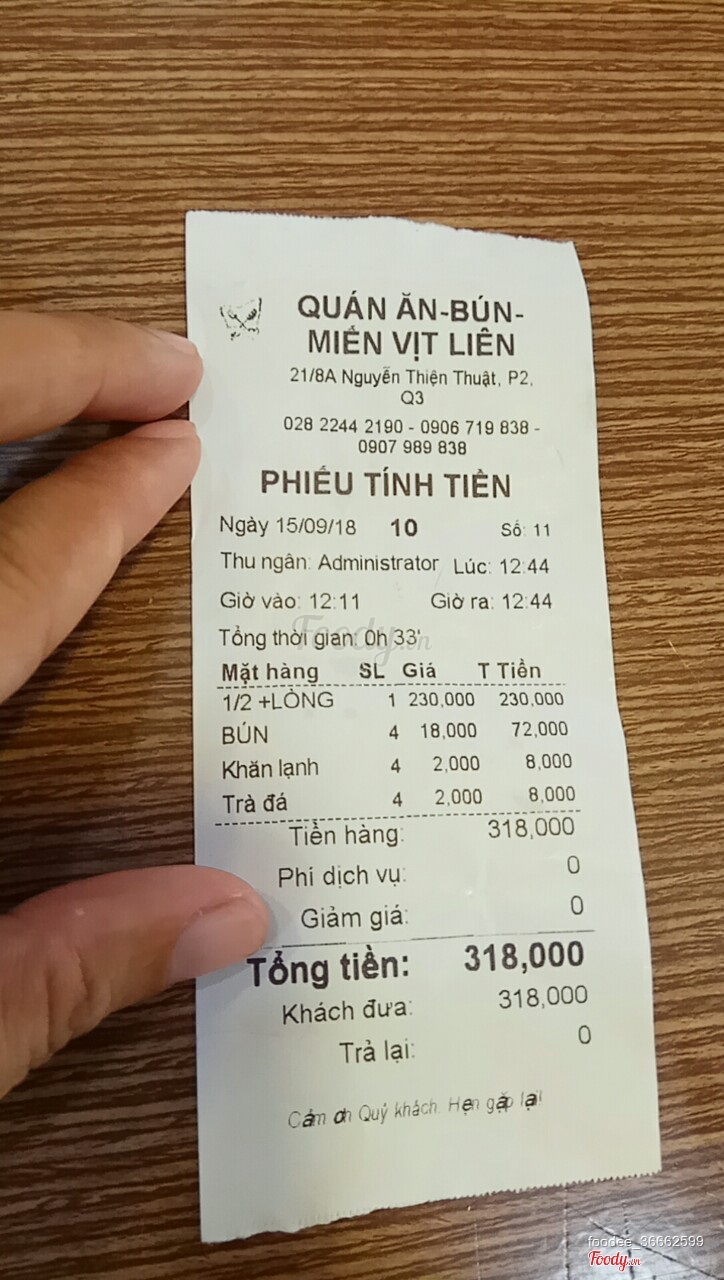 QUÁN ĂN-BÚN-
MIẾN VỊT LIÊN
21/8A Nguyễn Thiện Thuật, P2,
Q3
028 2244 2190 - 0906 719 838 -
0907 989 838
PHIẾU TÍNH TIỀN
Ngày 15/09/18 10 Số: 11
Thu ngân: Administrator Lúc: 12:44
Giờ vào: 12:11 Giờ ra: 12:44
Tổng thời gian: 0h 33'
Foody.vn
Mặt hàng SL Giá T Tiền
1/2 +LÒNG 1 230,000 230,000
BÚN 4 18,000 72,000
Khăn lạnh 4 2,000 8,000
Trà đá 4 2,000 8,000
Tiền hàng: 318,000
Phí dịch vụ: 0
Giảm giá: 0
Tổng tiền: 318,000
Khách đưa: 318,000
Trả lại: 0
Cảm ơn Quý khách. Hẹn gặp lại!
foodee_36662599
Foody.vn